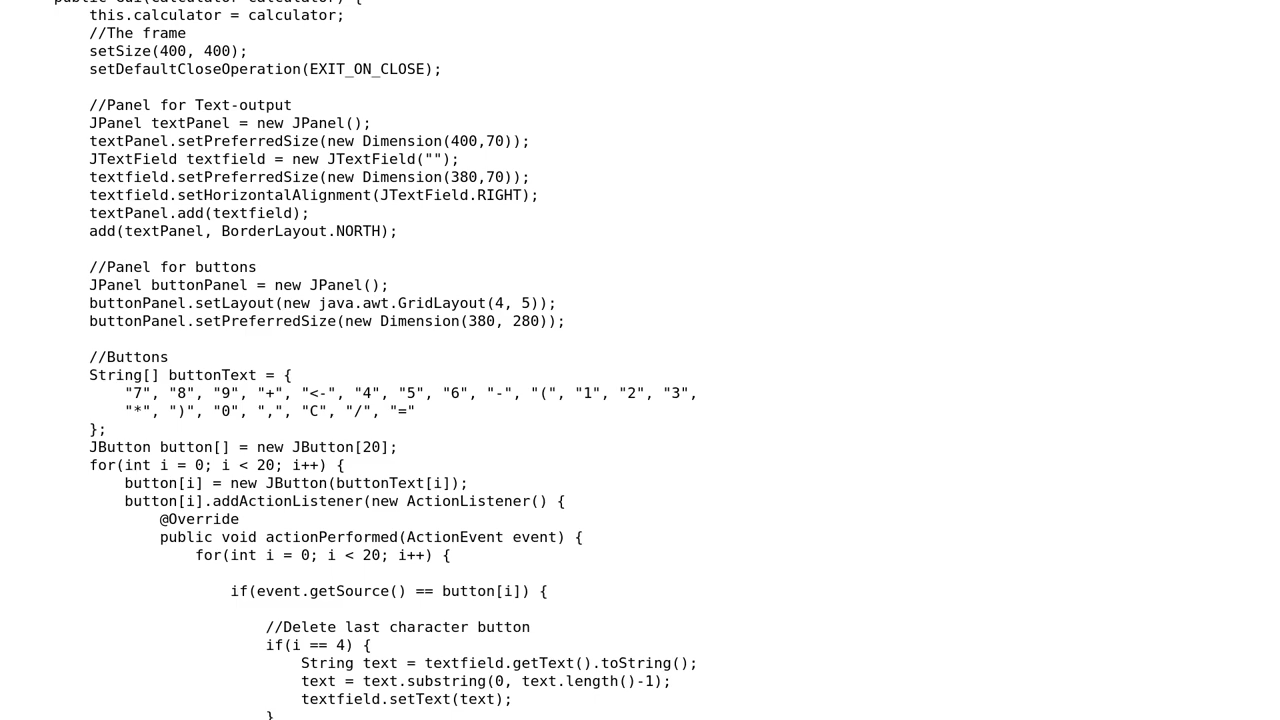 this.calculator = calculator;
//The frame
setSize(400, 400);
setDefaultCloseOperation(EXIT_ON_CLOSE);
//Panel for Text-output
JPanel textPanel = new JPanel();
textPanel.setPreferredSize(new Dimension(400,70));
JTextField textfield = new JTextField("");
textfield.setPreferredSize(new Dimension(380,70));
textfield.setHorizontalAlignment(JTextField.RIGHT);
textPanel.add(textfield);
add(textPanel, BorderLayout.NORTH);
//Panel for buttons
JPanel buttonPanel = new JPanel();
buttonPanel.setLayout(new java.awt.GridLayout(4, 5));
buttonPanel.setPreferredSize(new Dimension(380, 280));
//Buttons
String[] buttonText = {
"7", "8", "9", "+", "<-", "4", "5", "6", "-", "(", "1", "2", "3",
"*", ")", "0", ",", "C", "/", "="
};
JButton button[] = new JButton[20];
for(int i = 0; i < 20; i++) {
button[i] = new JButton(buttonText[i]);
button[i].addActionListener(new ActionListener() {
@Override
public void actionPerformed(ActionEvent event) {
for(int i = 0; i < 20; i++) {
if(event.getSource() == button[i]) {
//Delete last character button
if(i == 4) {
String text = textfield.getText().toString();
text = text.substring(0, text.length()-1);
textfield.setText(text);
}